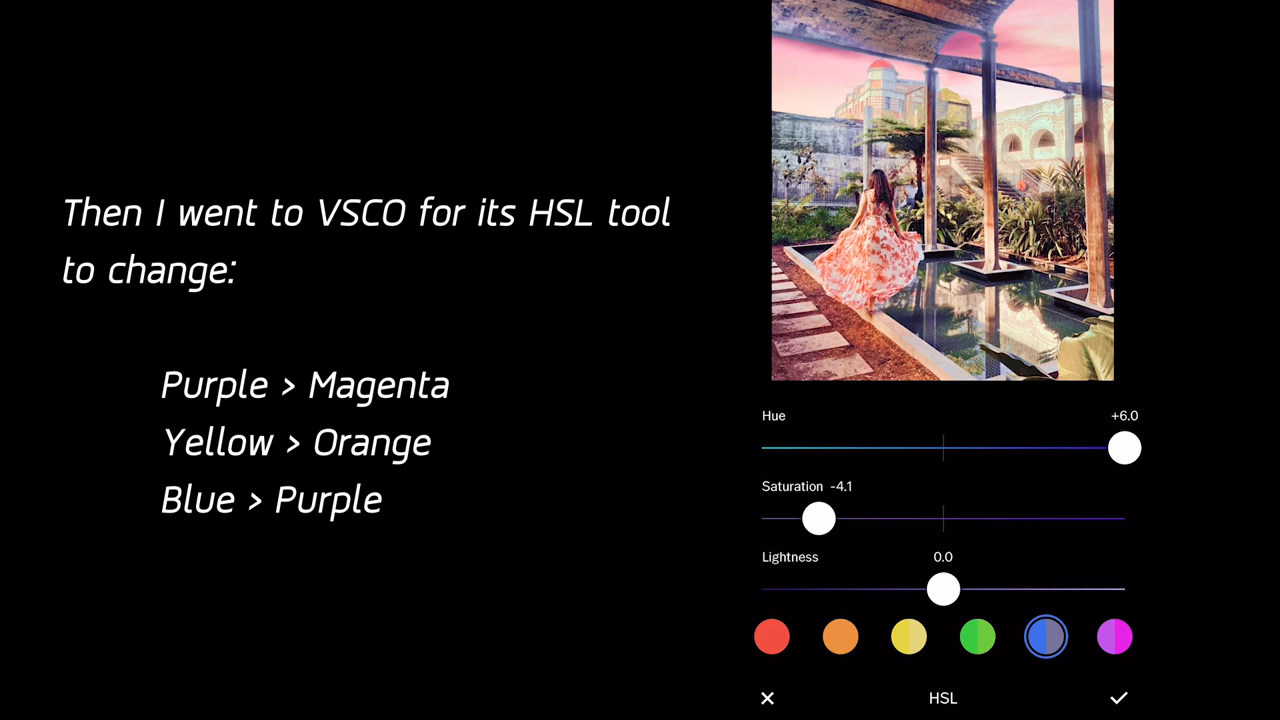 Then I went to VSCO for its HSL tool
to change:
Purple > Magenta
Yellow > Orange
Blue > Purple
Hue +6.0
Saturation -4.1
Lightness 0.0
HSL